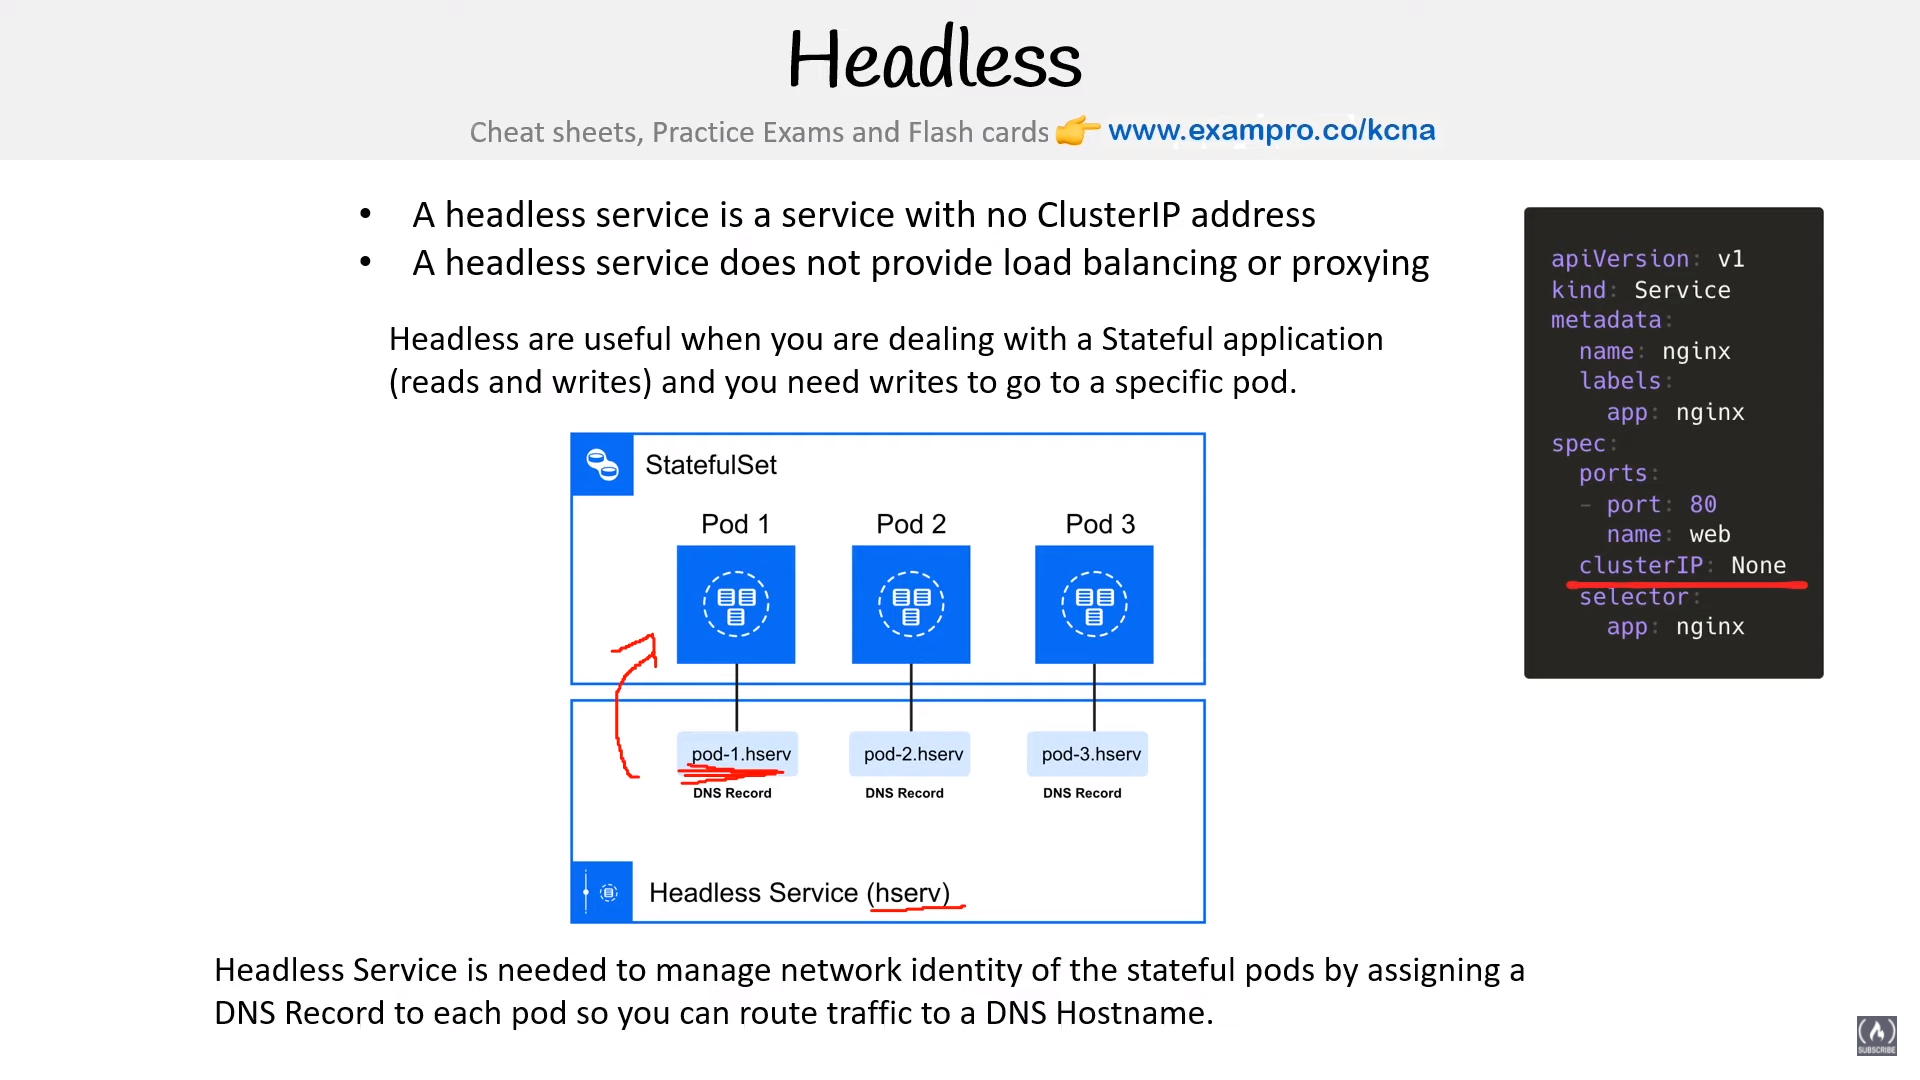 Headless
Cheat sheets, Practice Exams and Flash cards 👉 www.exampro.co/kcna
• A headless service is a service with no ClusterIP address
• A headless service does not provide load balancing or proxying
Headless are useful when you are dealing with a Stateful application
(reads and writes) and you need writes to go to a specific pod.
StatefulSet
Pod 1 Pod 2 Pod 3
pod-1.hserv pod-2.hserv pod-3.hserv
DNS Record DNS Record DNS Record
Headless Service (hserv)
Headless Service is needed to manage network identity of the stateful pods by assigning a
DNS Record to each pod so you can route traffic to a DNS Hostname.
apiVersion: v1
kind: Service
metadata:
  name: nginx
  labels:
    app: nginx
spec:
  ports:
  - port: 80
    name: web
  clusterIP: None
  selector:
    app: nginx
SUBSCRIBE